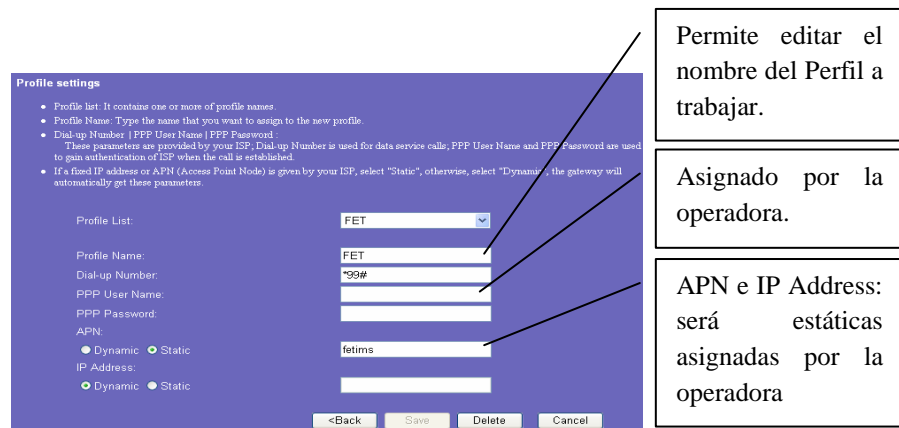 Profile settings
Profile list: It contains one or more of profile names.
Profile Name: Type the name that you want to assign to the new profile.
Dial-up Number | PPP User Name | PPP Password :
These parameters are provided by your ISP; Dial-up Number is used for data service calls; PPP User Name and PPP Password are used
to gain authentication of ISP when the call is established.
If a fixed IP address or APN (Access Point Node) is given by your ISP, select "Static", otherwise, select "Dynamic", the gateway will
automatically get these parameters.
Profile List:
FET
Profile Name:
FET
Dial-up Number:
*99#
PPP User Name:
PPP Password:
APN:
Dynamic Static
fetims
IP Address:
Dynamic Static
<Back Save Delete Cancel
Permite editar el
nombre del Perfil a
trabajar.
Asignado por la
operadora.
APN e IP Address:
será estáticas
asignadas por la
operadora